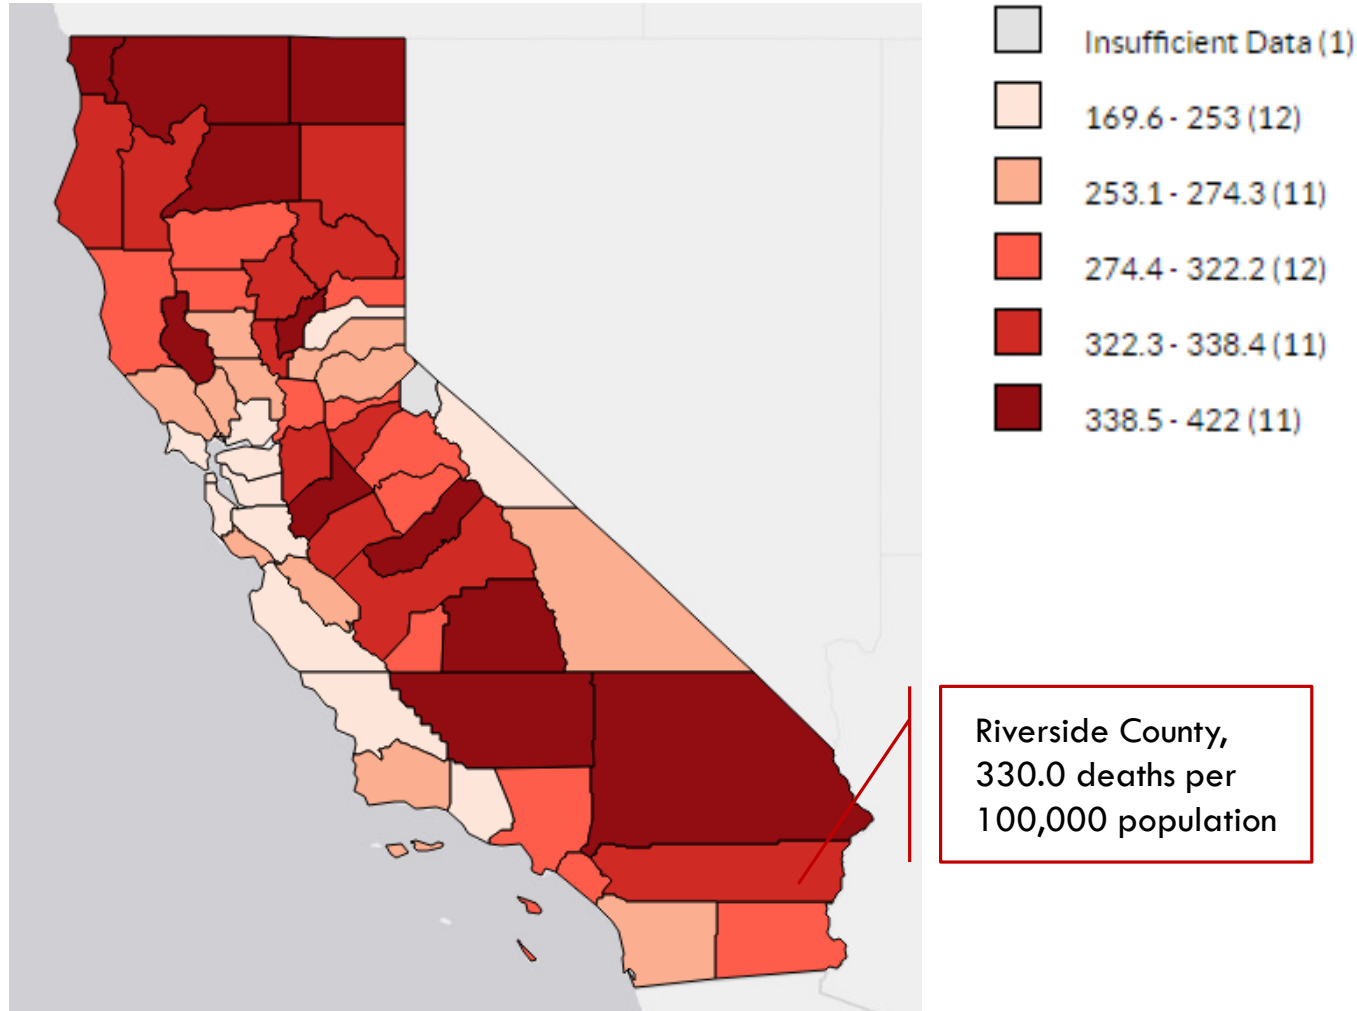 Insufficient Data (1)
169.6 - 253 (12)
253.1 - 274.3 (11)
274.4 - 322.2 (12)
322.3 - 338.4 (11)
338.5 - 422 (11)
Riverside County,
330.0 deaths per
100,000 population